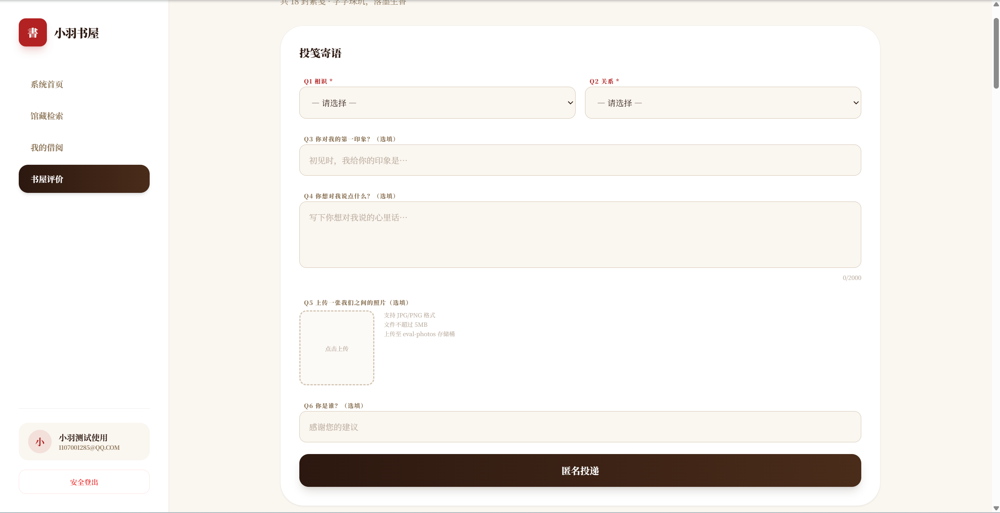 書
小羽书屋
系统首页
馆藏检索
我的借阅
书屋评价
小
小羽测试使用
1107001285@QQ.COM
安全登出
共 18 封素笺 · 字字珠玑，落墨生香
投笺寄语
Q1 相识 *
— 请选择 —
Q2 关系 *
— 请选择 —
Q3 你对我的第一印象？（选填）
初见时，我给你的印象是…
Q4 你想对我说点什么？（选填）
写下你想对我说的心里话…
0/2000
Q5 上传一张我们之间的照片（选填）
点击上传
支持 JPG/PNG 格式
文件不超过 5MB
上传至 eval-photos 存储桶
Q6 你是谁？（选填）
感谢您的建议
匿名投递